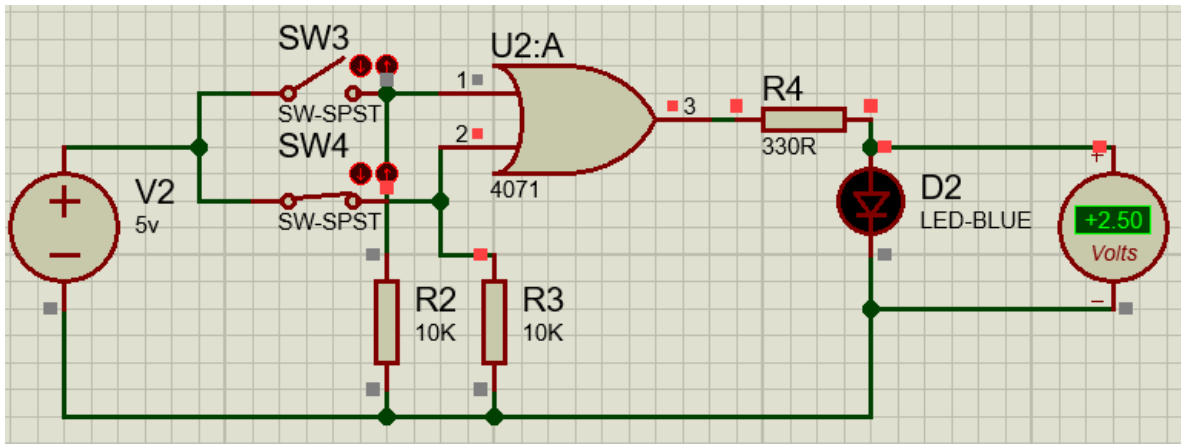 SW3
SW-SPST
SW4
SW-SPST
V2
5v
U2:A
1
2
3
4071
R2
10K
R3
10K
R4
330R
D2
LED-BLUE
+2.50
Volts